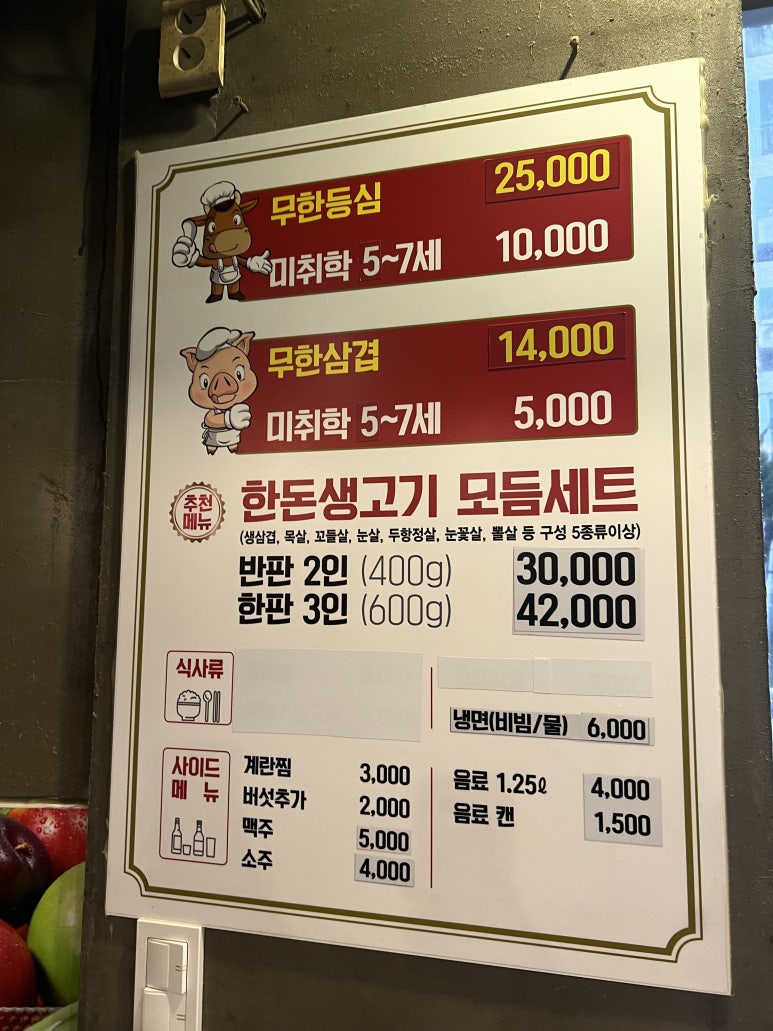 무한등심 25,000
미취학 5~7세 10,000
무한삼겹 14,000
미취학 5~7세 5,000
추천
메뉴
한돈생고기 모듬세트
(생삼겹, 목살, 꼬들살, 눈살, 두항정살, 눈꽃살, 뽈살 등 구성 5종류이상)
반판 2인 (400g) 30,000
한판 3인 (600g) 42,000
식사류
냉면(비빔/물) 6,000
사이드
메 뉴
계란찜 3,000
버섯추가 2,000
맥주 5,000
소주 4,000
음료 1.25ℓ 4,000
음료 캔 1,500